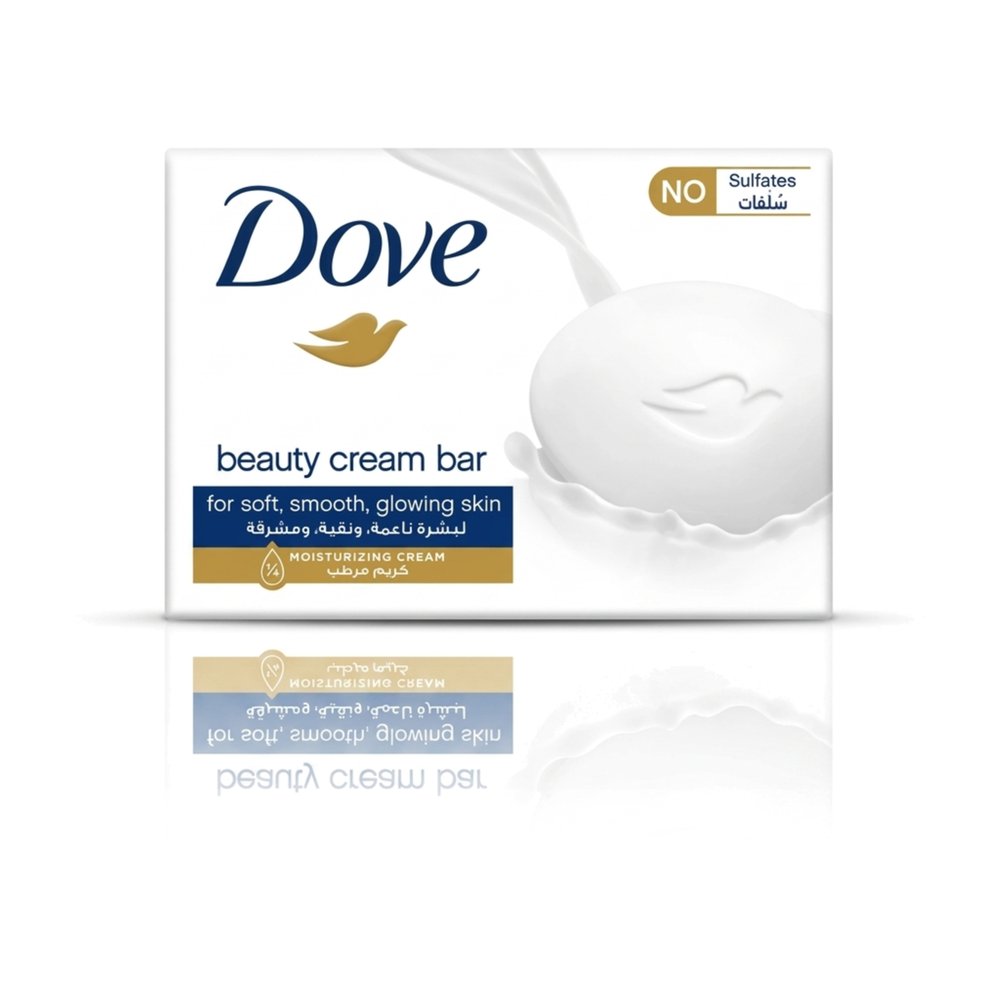 Dove
NO
Sulfates
سُلْفات
beauty cream bar
for soft, smooth, glowing skin
لبشرة ناعمة، ونقية، ومشرقة
1/4
MOISTURIZING CREAM
كريم مرطب